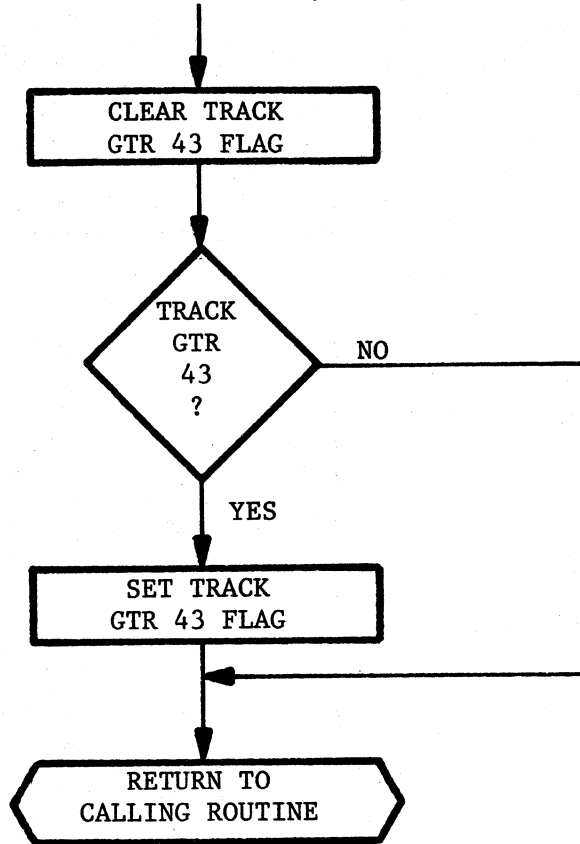 CLEAR TRACK
GTR 43 FLAG
TRACK
GTR
43
?
NO
YES
SET TRACK
GTR 43 FLAG
RETURN TO
CALLING ROUTINE